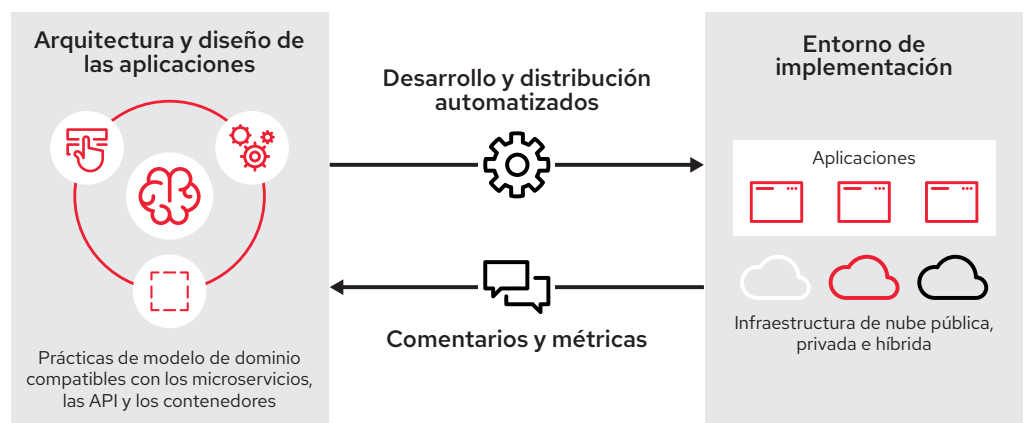 Arquitectura y diseño de
las aplicaciones
Prácticas de modelo de dominio
compatibles con los microservicios,
las API y los contenedores
Desarrollo y distribución
automatizados
Comentarios y métricas
Entorno de
implementación
Aplicaciones
Infraestructura de nube pública,
privada e híbrida